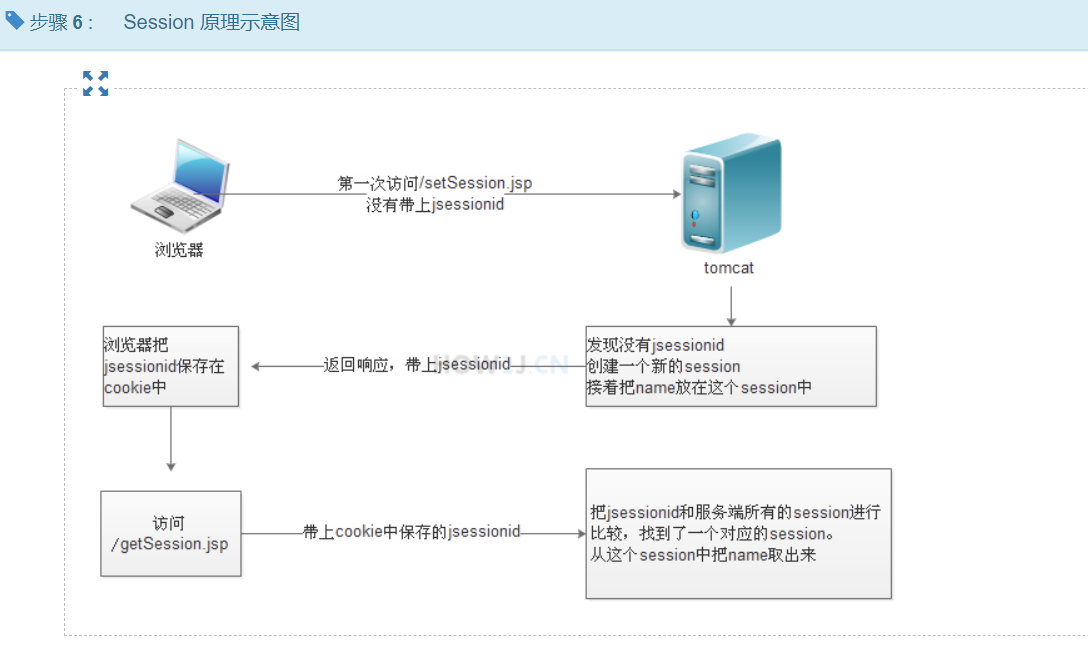 步骤 6 : Session 原理示意图
第一次访问/setSession.jsp
没有带上jsessionid
浏览器
tomcat
发现没有jsessionid
创建一个新的session
接着把name放在这个session中
返回响应，带上jsessionid
HOW2J.CN
浏览器把
jsessionid保存在
cookie中
访问
/getSession.jsp
带上cookie中保存的jsessionid
把jsessionid和服务端所有的session进行
比较，找到了一个对应的session。
从这个session中把name取出来